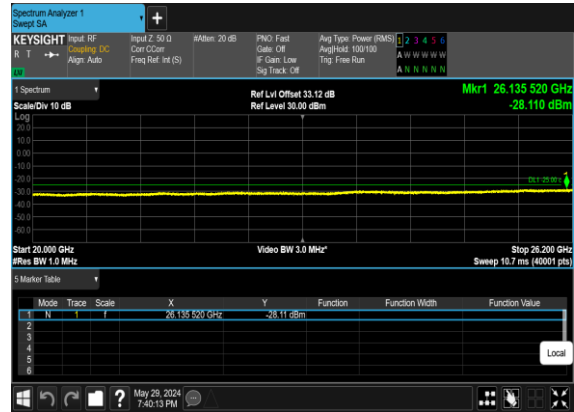 Spectrum Analyzer 1
Swept SA
+
KEYSIGHT Input: RF Input Z: 50 Ω #Atten: 20 dB PNO: Fast Avg Type: Power (RMS) 1 2 3 4 5 6
R T Coupling: DC Corr CCorr Gate: Off Avg|Hold: 100/100 A W W W W W
Align: Auto Freq Ref: Int (S) IF Gain: Low Trig: Free Run
LW Sig Track: Off A N N N N N
1 Spectrum Ref Lvl Offset 33.12 dB Mkr1 26.135 520 GHz
Scale/Div 10 dB Ref Level 30.00 dBm -28.110 dBm
Log
20.0
10.0
0.00
-10.0
-20.0 DL1 -25.00
-30.0 1
-40.0
-50.0
-60.0
Start 20.000 GHz Video BW 3.0 MHz* Stop 26.200 GHz
#Res BW 1.0 MHz Sweep 10.7 ms (40001 pts)
5 Marker Table
Mode Trace Scale X Y Function Function Width Function Value
1 N 1 f 26.135 520 GHz -28.11 dBm
2
3
4
5
6
Local
? May 29, 2024
7:40:13 PM